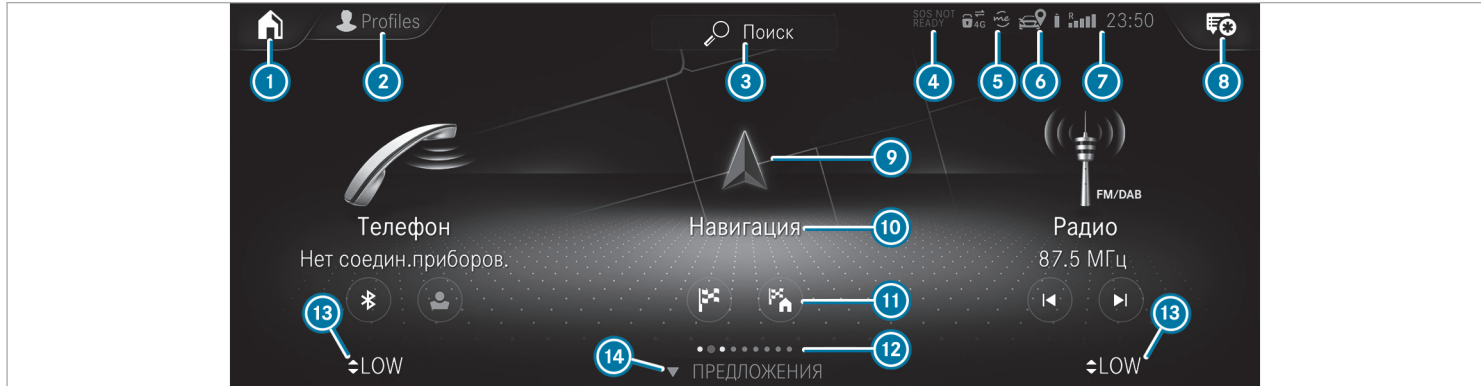 Profiles
Поиск
SOS NOT
READY
4G
me
R
23:50
1
2
3
4
5
6
7
8
9
FM/DAB
Телефон
Навигация
10
Радио
Нет соедин.приборов.
87.5 МГц
11
13
13
12
14
LOW
ПРЕДЛОЖЕНИЯ
LOW